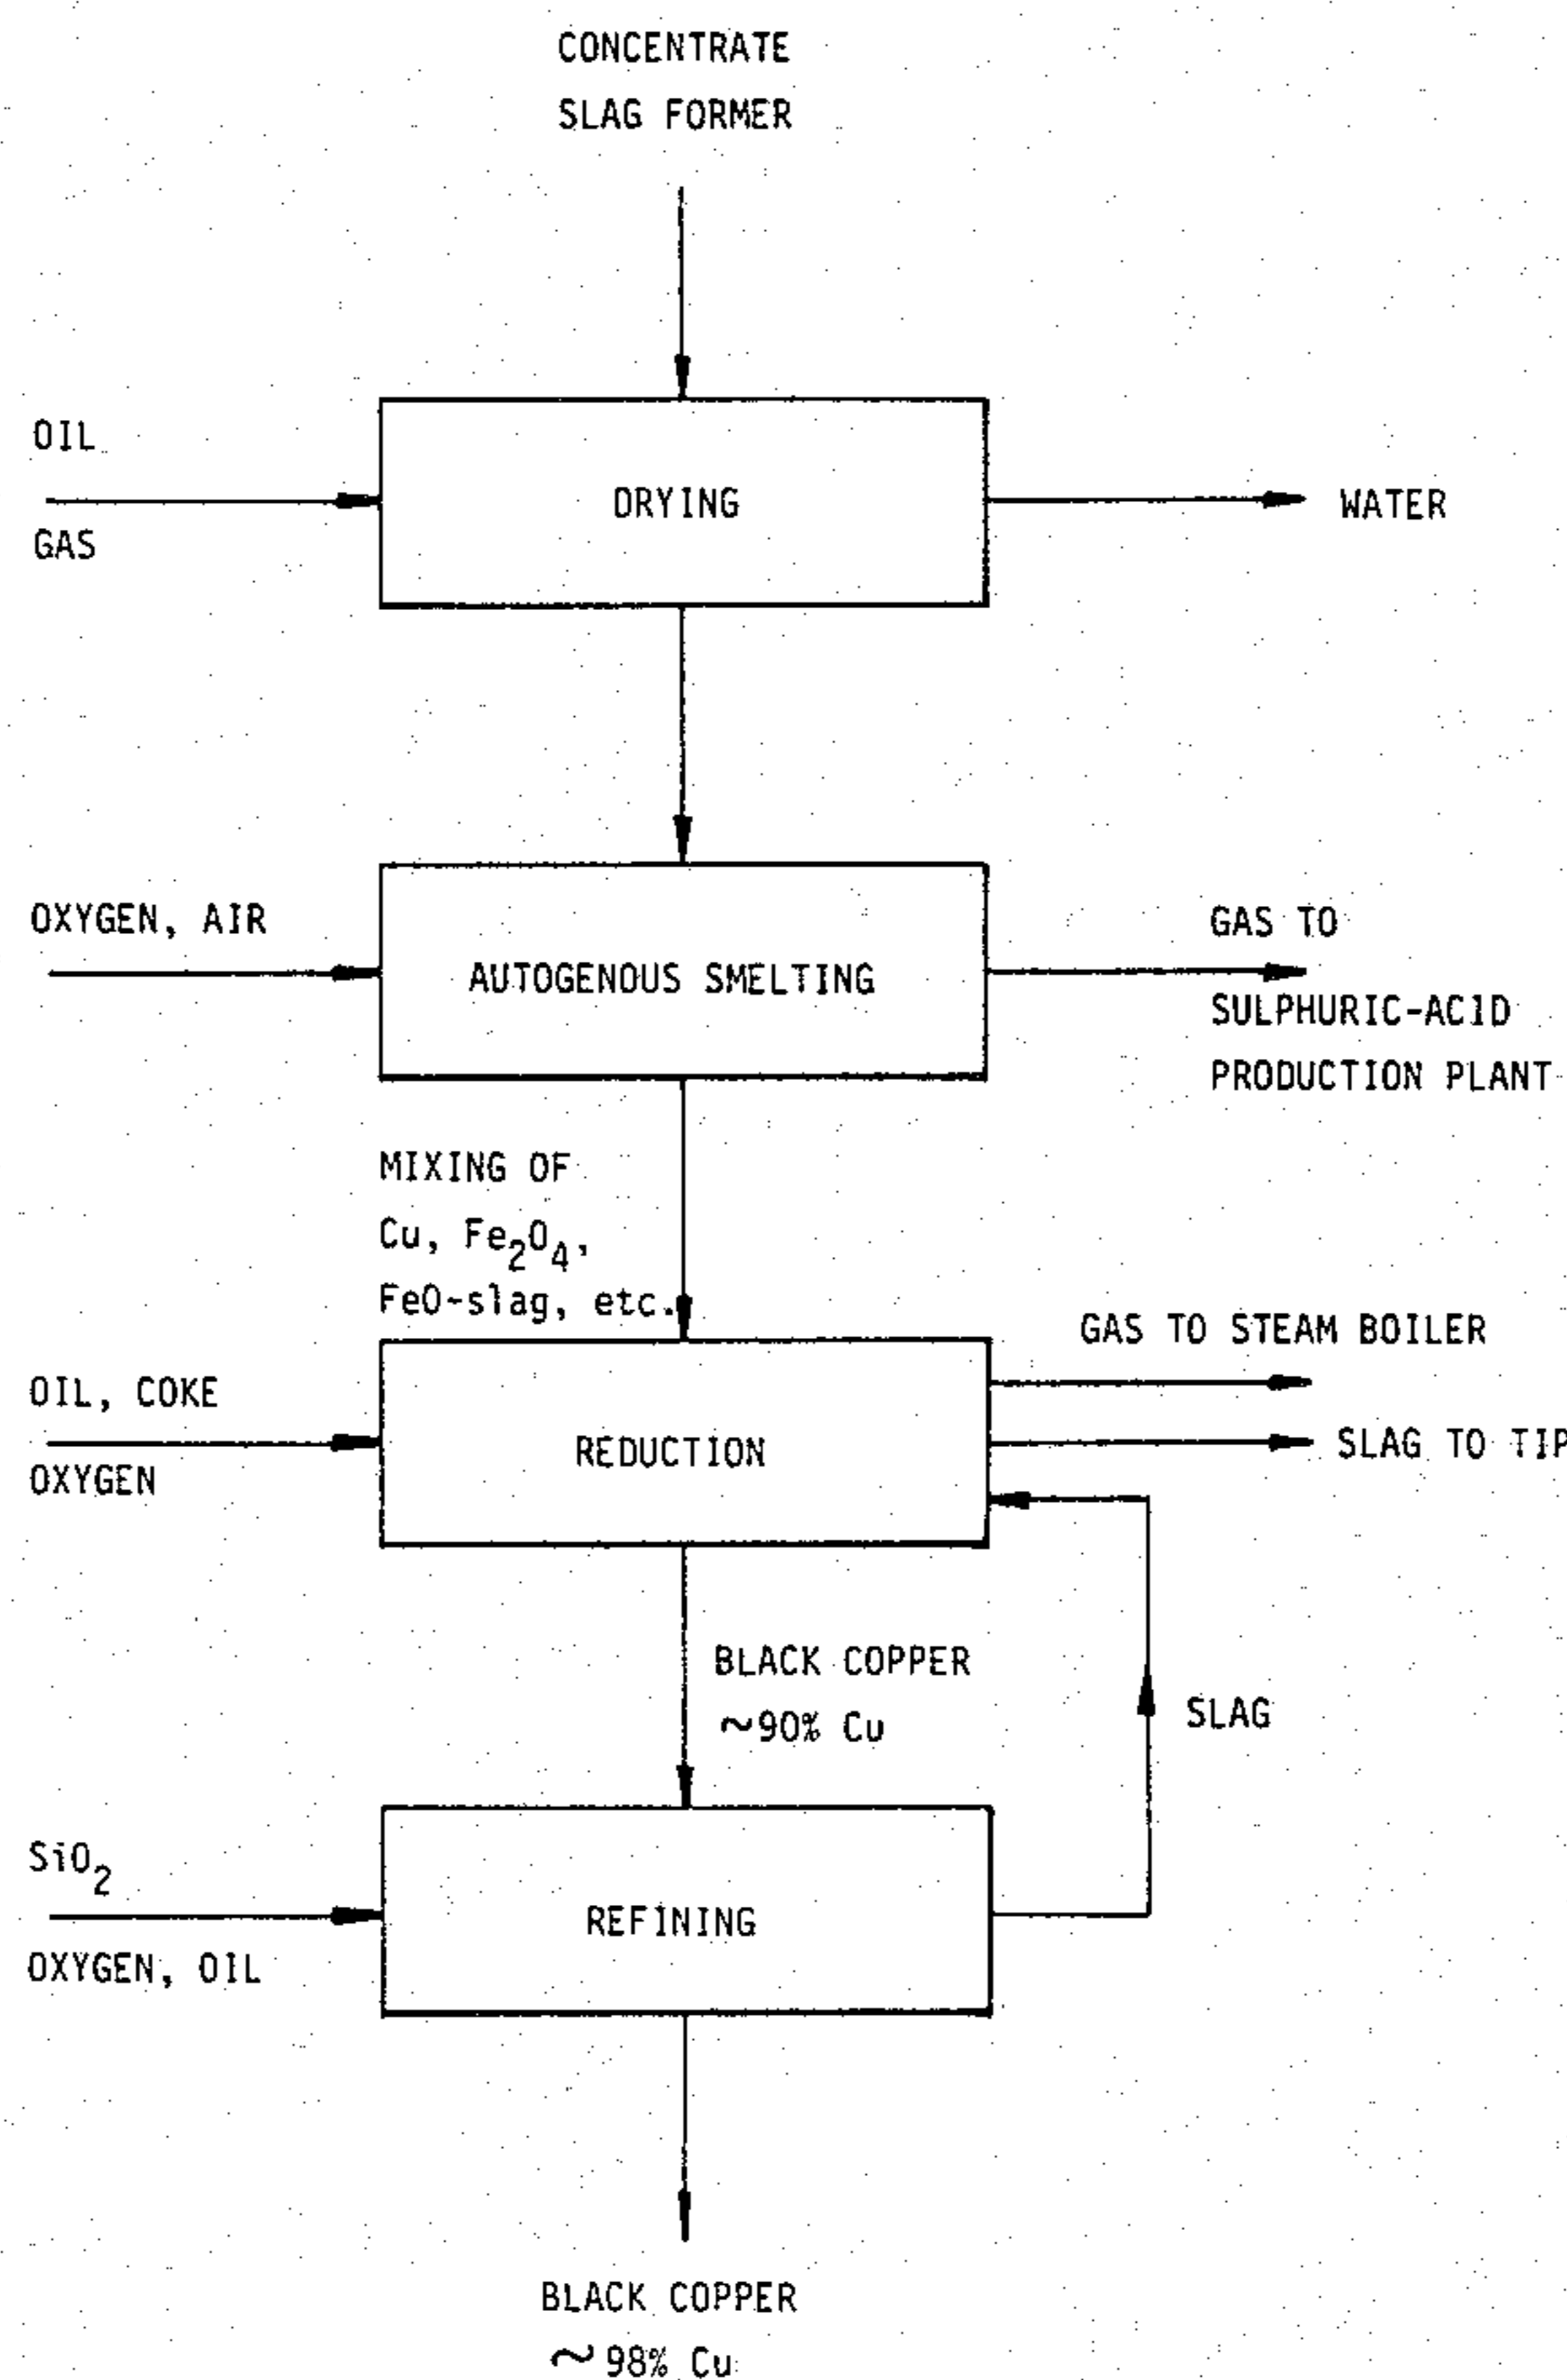 CONCENTRATE
SLAG FORMER
OIL
GAS
DRYING
WATER
OXYGEN, AIR
AUTOGENOUS SMELTING
GAS TO
SULPHURIC-ACID
PRODUCTION PLANT
MIXING OF
Cu, Fe₂O₄,
FeO-slag, etc.
GAS TO STEAM BOILER
OIL, COKE
OXYGEN
REDUCTION
SLAG TO TIP
BLACK COPPER
~90% Cu
SLAG
SiO₂
OXYGEN, OIL
REFINING
BLACK COPPER
~98% Cu